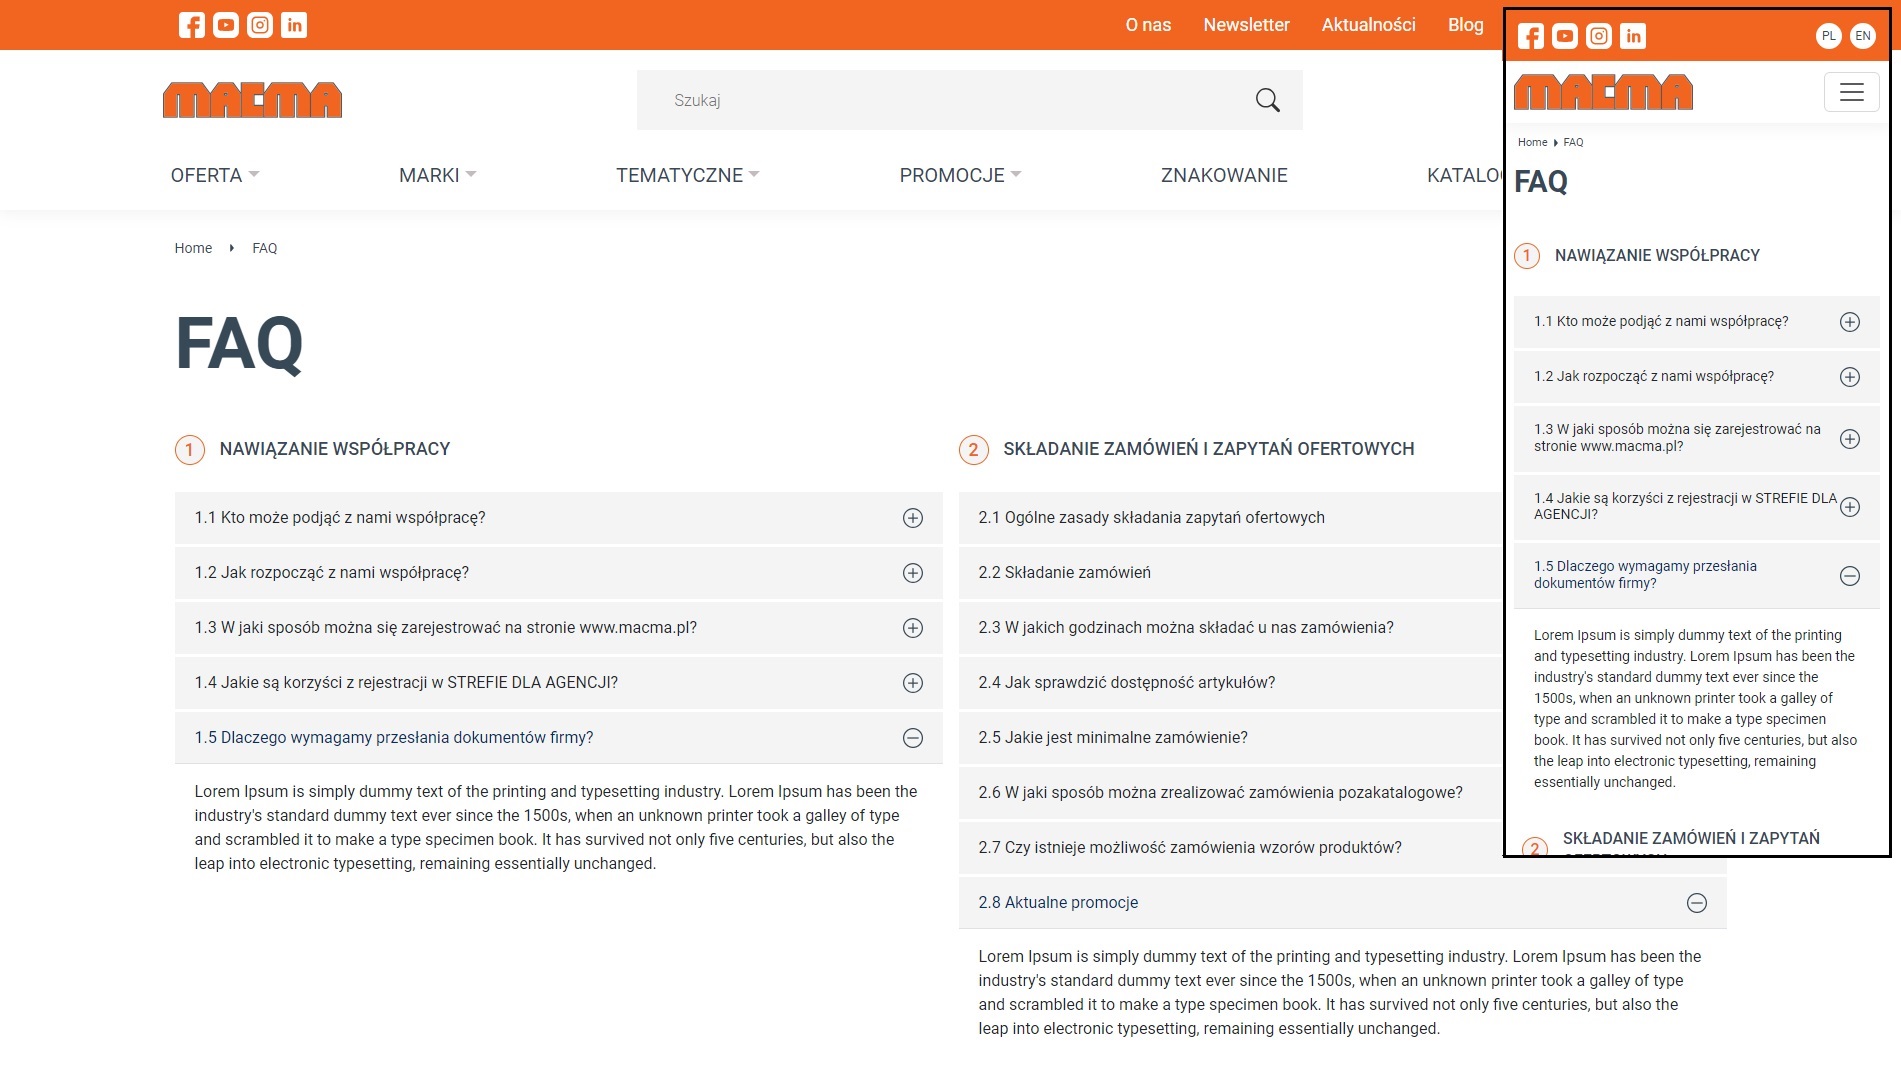 O nas Newsletter Aktualności Blog
MACMA
Szukaj
OFERTA MARKI TEMATYCZNE PROMOCJE ZNAKOWANIE KATALOG
Home FAQ
FAQ
1 NAWIĄZANIE WSPÓŁPRACY
1.1 Kto może podjąć z nami współpracę?
1.2 Jak rozpocząć z nami współpracę?
1.3 W jaki sposób można się zarejestrować na stronie www.macma.pl?
1.4 Jakie są korzyści z rejestracji w STREFIE DLA AGENCJI?
1.5 Dlaczego wymagamy przesłania dokumentów firmy?
Lorem Ipsum is simply dummy text of the printing and typesetting industry. Lorem Ipsum has been the
industry's standard dummy text ever since the 1500s, when an unknown printer took a galley of type
and scrambled it to make a type specimen book. It has survived not only five centuries, but also the
leap into electronic typesetting, remaining essentially unchanged.
2 SKŁADANIE ZAMÓWIEŃ I ZAPYTAŃ OFERTOWYCH
2.1 Ogólne zasady składania zapytań ofertowych
2.2 Składanie zamówień
2.3 W jakich godzinach można składać u nas zamówienia?
2.4 Jak sprawdzić dostępność artykułów?
2.5 Jakie jest minimalne zamówienie?
2.6 W jaki sposób można zrealizować zamówienia pozakatalogowe?
2.7 Czy istnieje możliwość zamówienia wzorów produktów?
2.8 Aktualne promocje
Lorem Ipsum is simply dummy text of the printing and typesetting industry. Lorem Ipsum has been the
industry's standard dummy text ever since the 1500s, when an unknown printer took a galley of type
and scrambled it to make a type specimen book. It has survived not only five centuries, but also the
leap into electronic typesetting, remaining essentially unchanged.
PL EN
MACMA
Home FAQ
FAQ
1 NAWIĄZANIE WSPÓŁPRACY
1.1 Kto może podjąć z nami współpracę?
1.2 Jak rozpocząć z nami współpracę?
1.3 W jaki sposób można się zarejestrować na
stronie www.macma.pl?
1.4 Jakie są korzyści z rejestracji w STREFIE DLA
AGENCJI?
1.5 Dlaczego wymagamy przesłania
dokumentów firmy?
Lorem Ipsum is simply dummy text of the printing
and typesetting industry. Lorem Ipsum has been the
industry's standard dummy text ever since the
1500s, when an unknown printer took a galley of
type and scrambled it to make a type specimen
book. It has survived not only five centuries, but also
the leap into electronic typesetting, remaining
essentially unchanged.
2 SKŁADANIE ZAMÓWIEŃ I ZAPYTAŃ